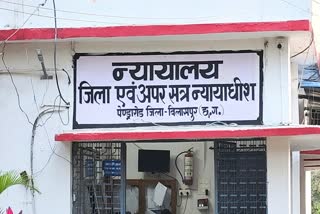 न्यायालय
जिला एवं अपर सत्र न्यायाधीश
पेण्ड्रारोड जिला-बिलासपुर छ.ग.)